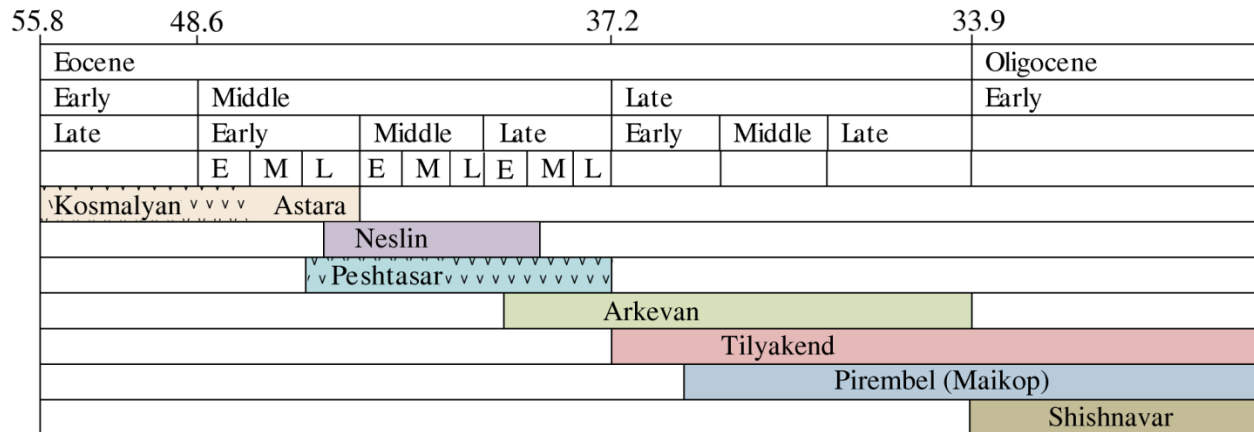 55.8 48.6 37.2 33.9
Eocene Oligocene
Early Middle Late Early
Late Early Middle Late Early Middle Late
E M L E M L E M L
Kosmalyan Astara
Neslin
Peshtasar
Arkevan
Tilyakend
Pirembel (Maikop)
Shishnavar